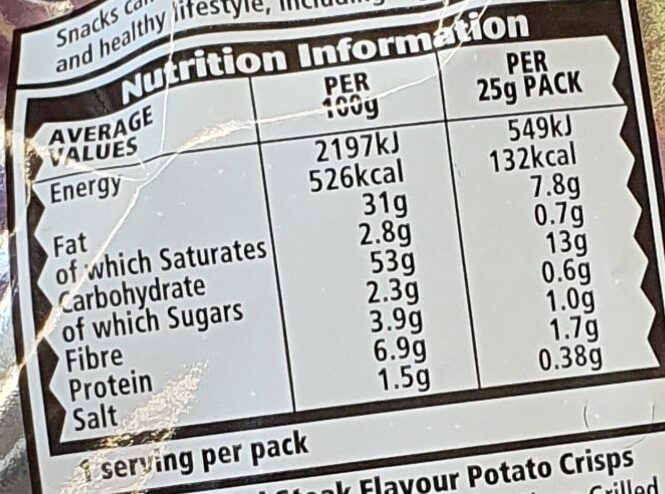 Snacks
and healthy lifestyle,
Nutrition Information
AVERAGE VALUES PER 100g PER 25g PACK
Energy 2197kJ 549kJ
526kcal 132kcal
Fat 31g 7.8g
of which Saturates 2.8g 0.7g
Carbohydrate 53g 13g
of which Sugars 2.3g 0.6g
Fibre 3.9g 1.0g
Protein 6.9g 1.7g
Salt 1.5g 0.38g
1 serving per pack
Flavour Potato Crisps
Grilled